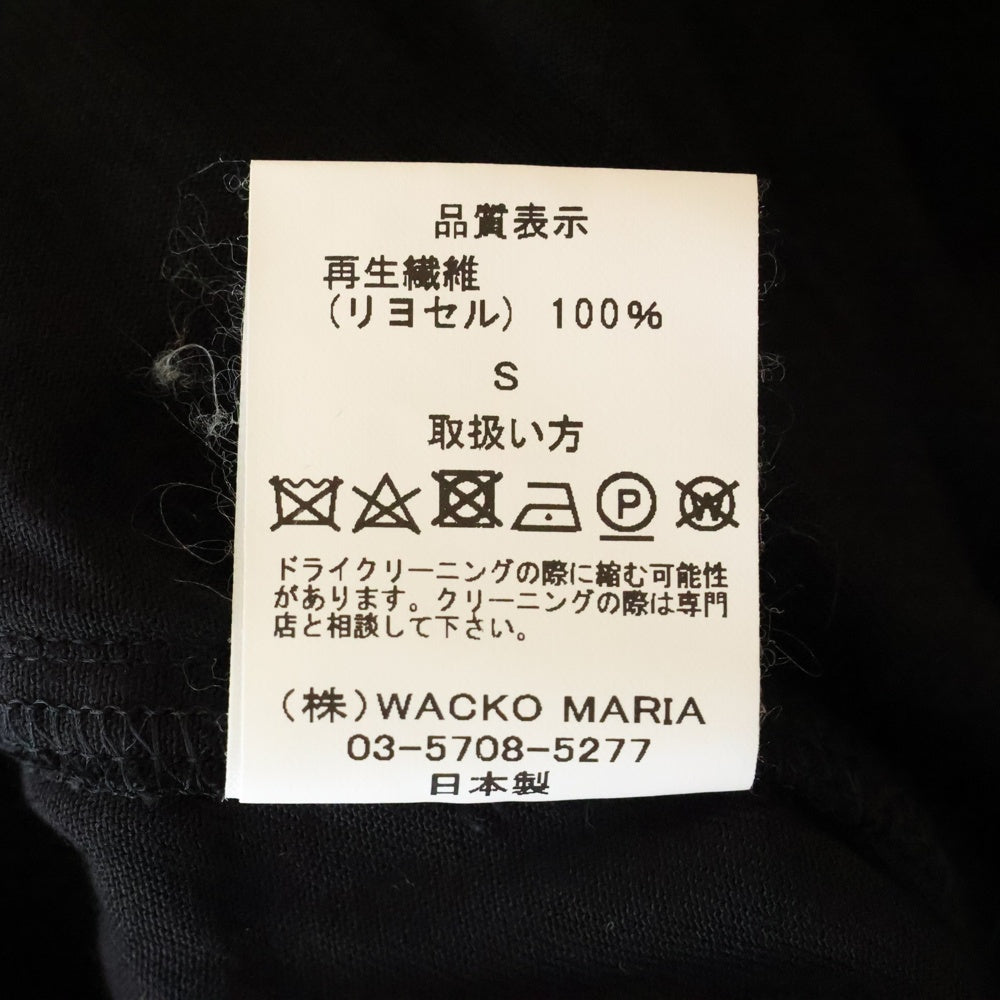 品質表示
再生繊維
(リヨセル) 100%
S
取扱い方
P W
ドライクリーニングの際に縮む可能性
があります。クリーニングの際は専門
店と相談して下さい。
(株)WACKO MARIA
03-5708-5277
日本製